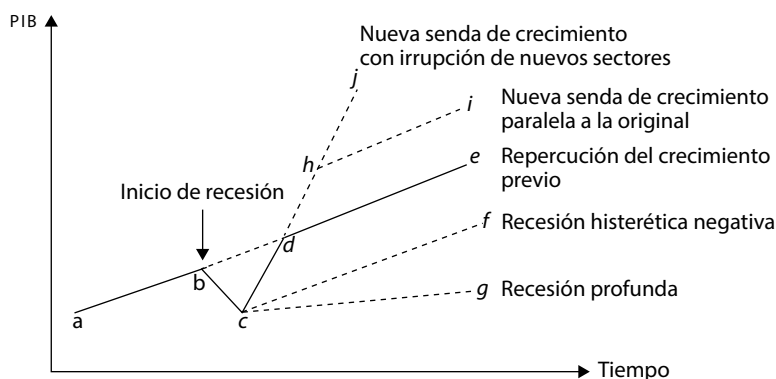 PIB
Nueva senda de crecimiento
con irrupción de nuevos sectores
j
Nueva senda de crecimiento
paralela a la original
i
h
e
Repercución del crecimiento
previo
Inicio de recesión
d
f
Recesión histerética negativa
b
g
Recesión profunda
a
c
Tiempo